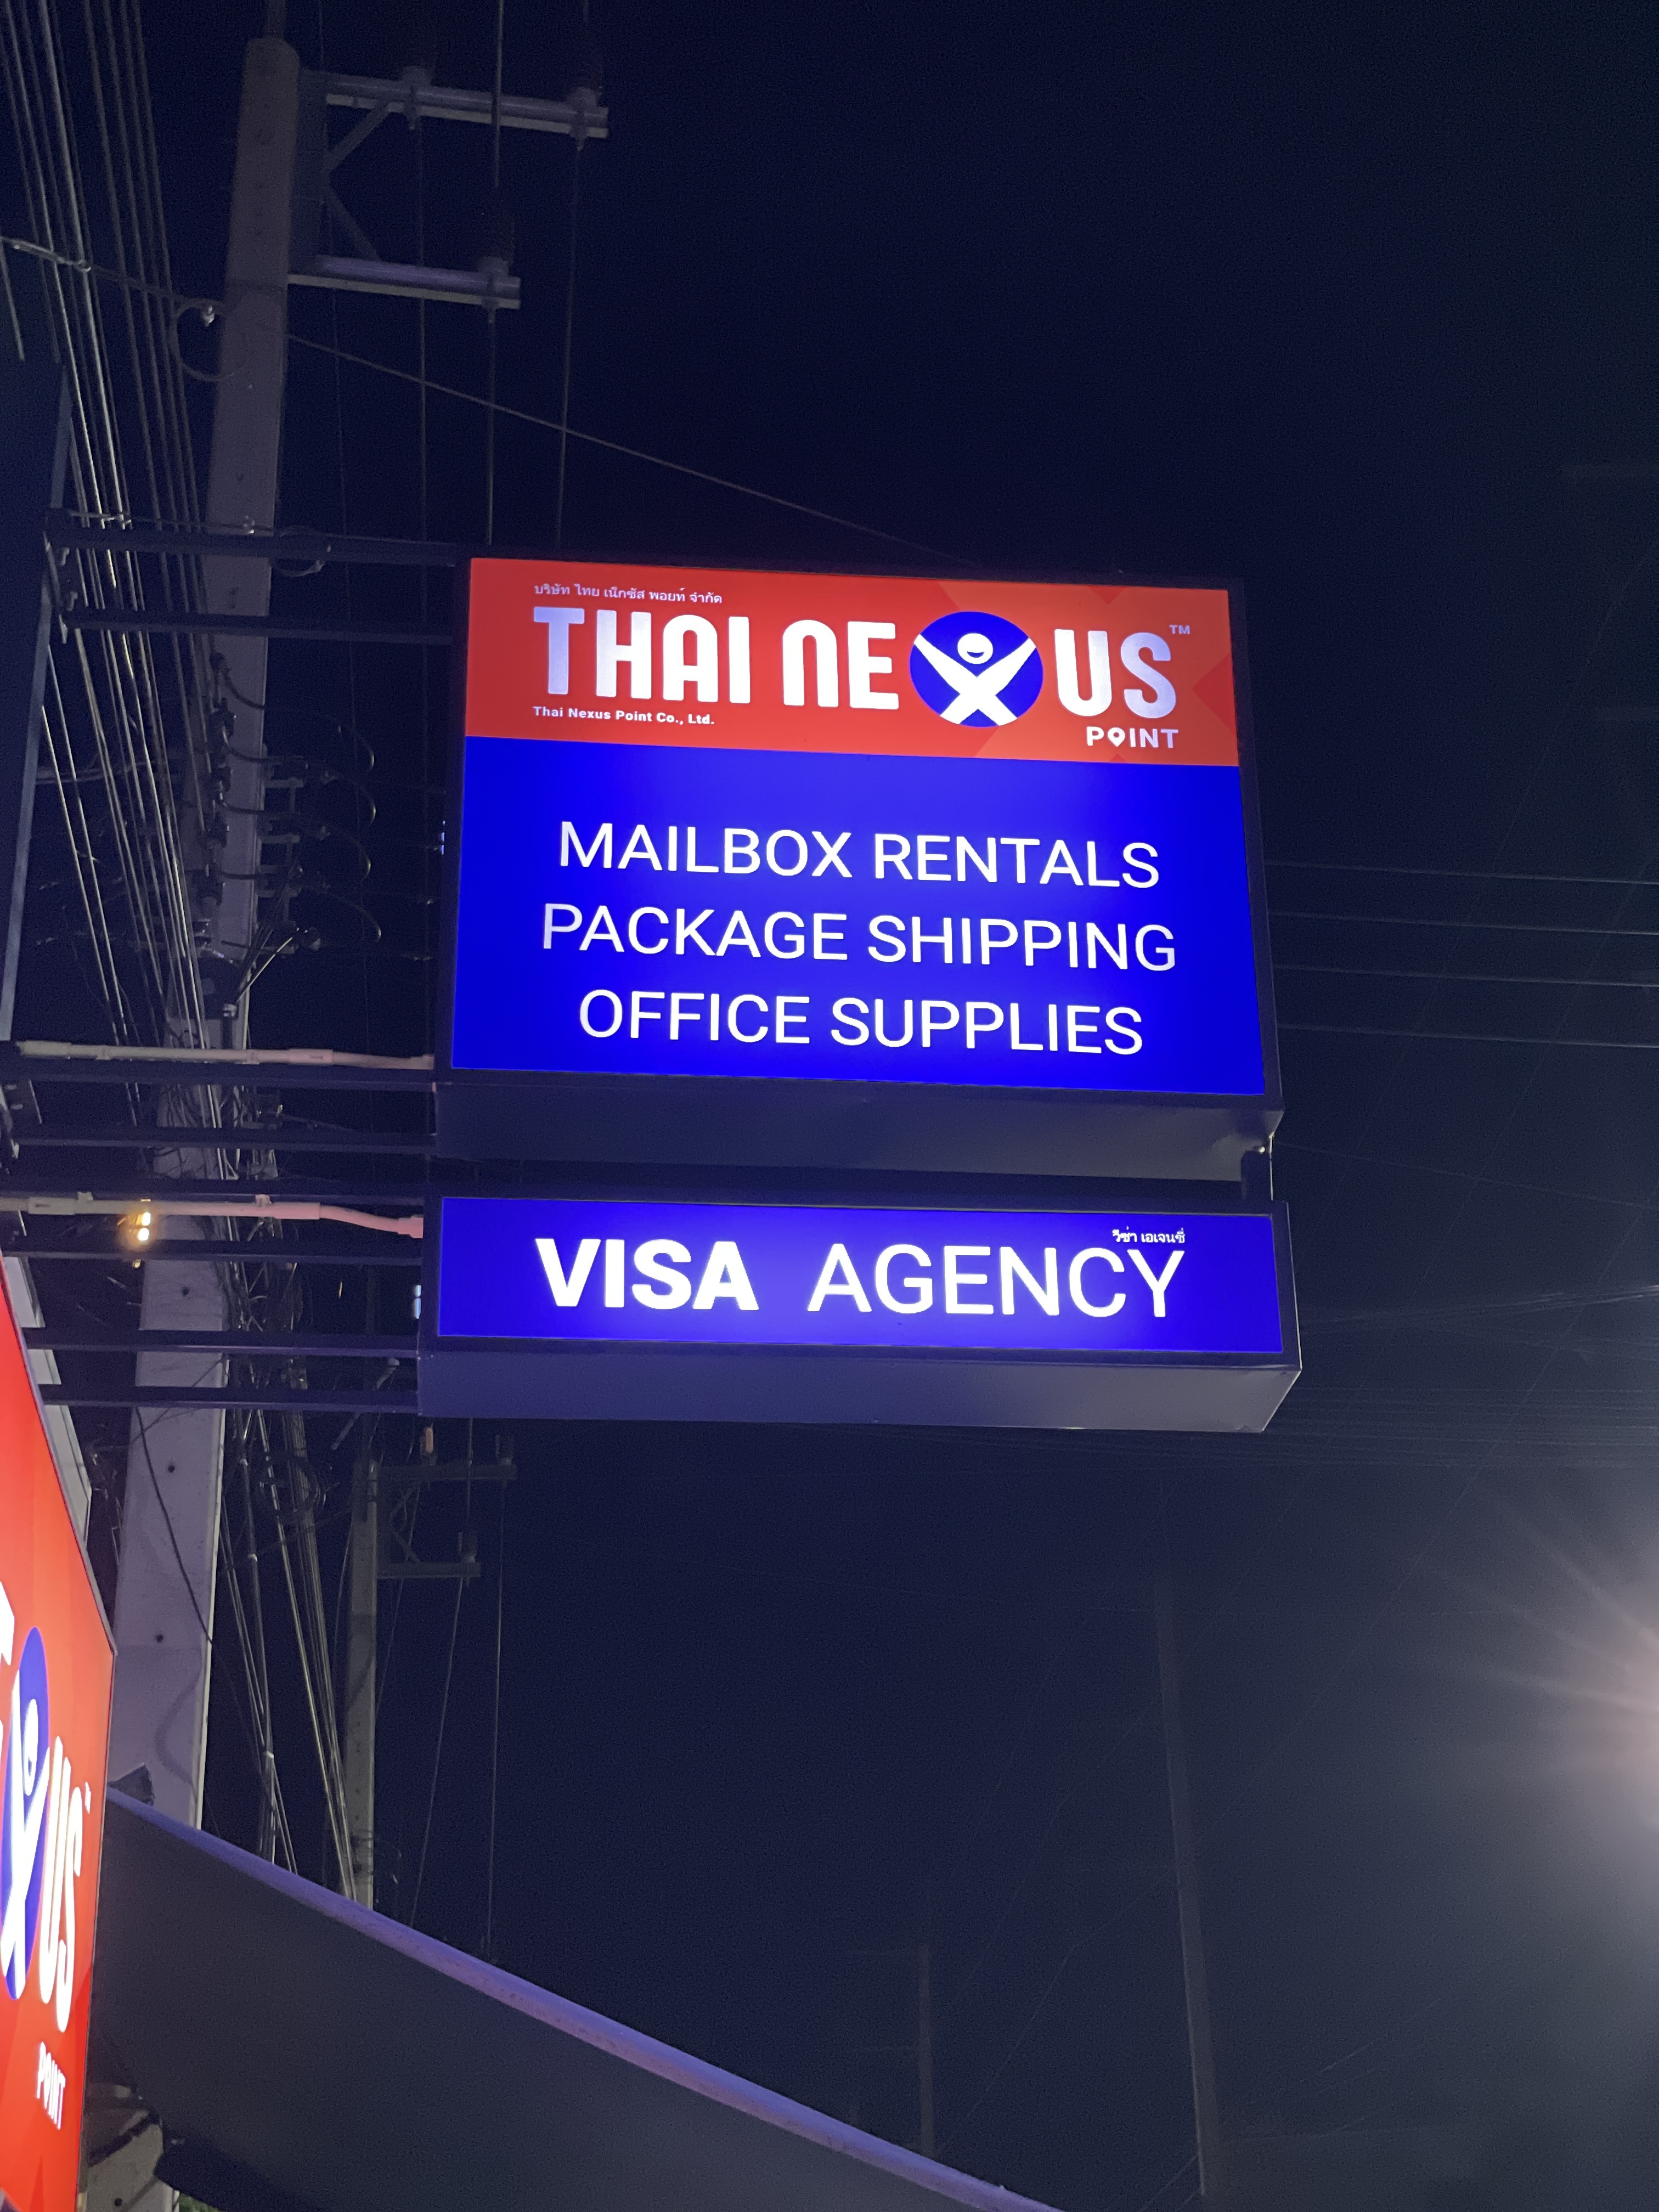 บริษัท ไทย เน็กซัส พอยท์ จำกัด
THAI NEXUS™
Thai Nexus Point Co., Ltd.
POINT
MAILBOX RENTALS
PACKAGE SHIPPING
OFFICE SUPPLIES
วีซ่า เอเจนซี่
VISA AGENCY
XUS
POINT